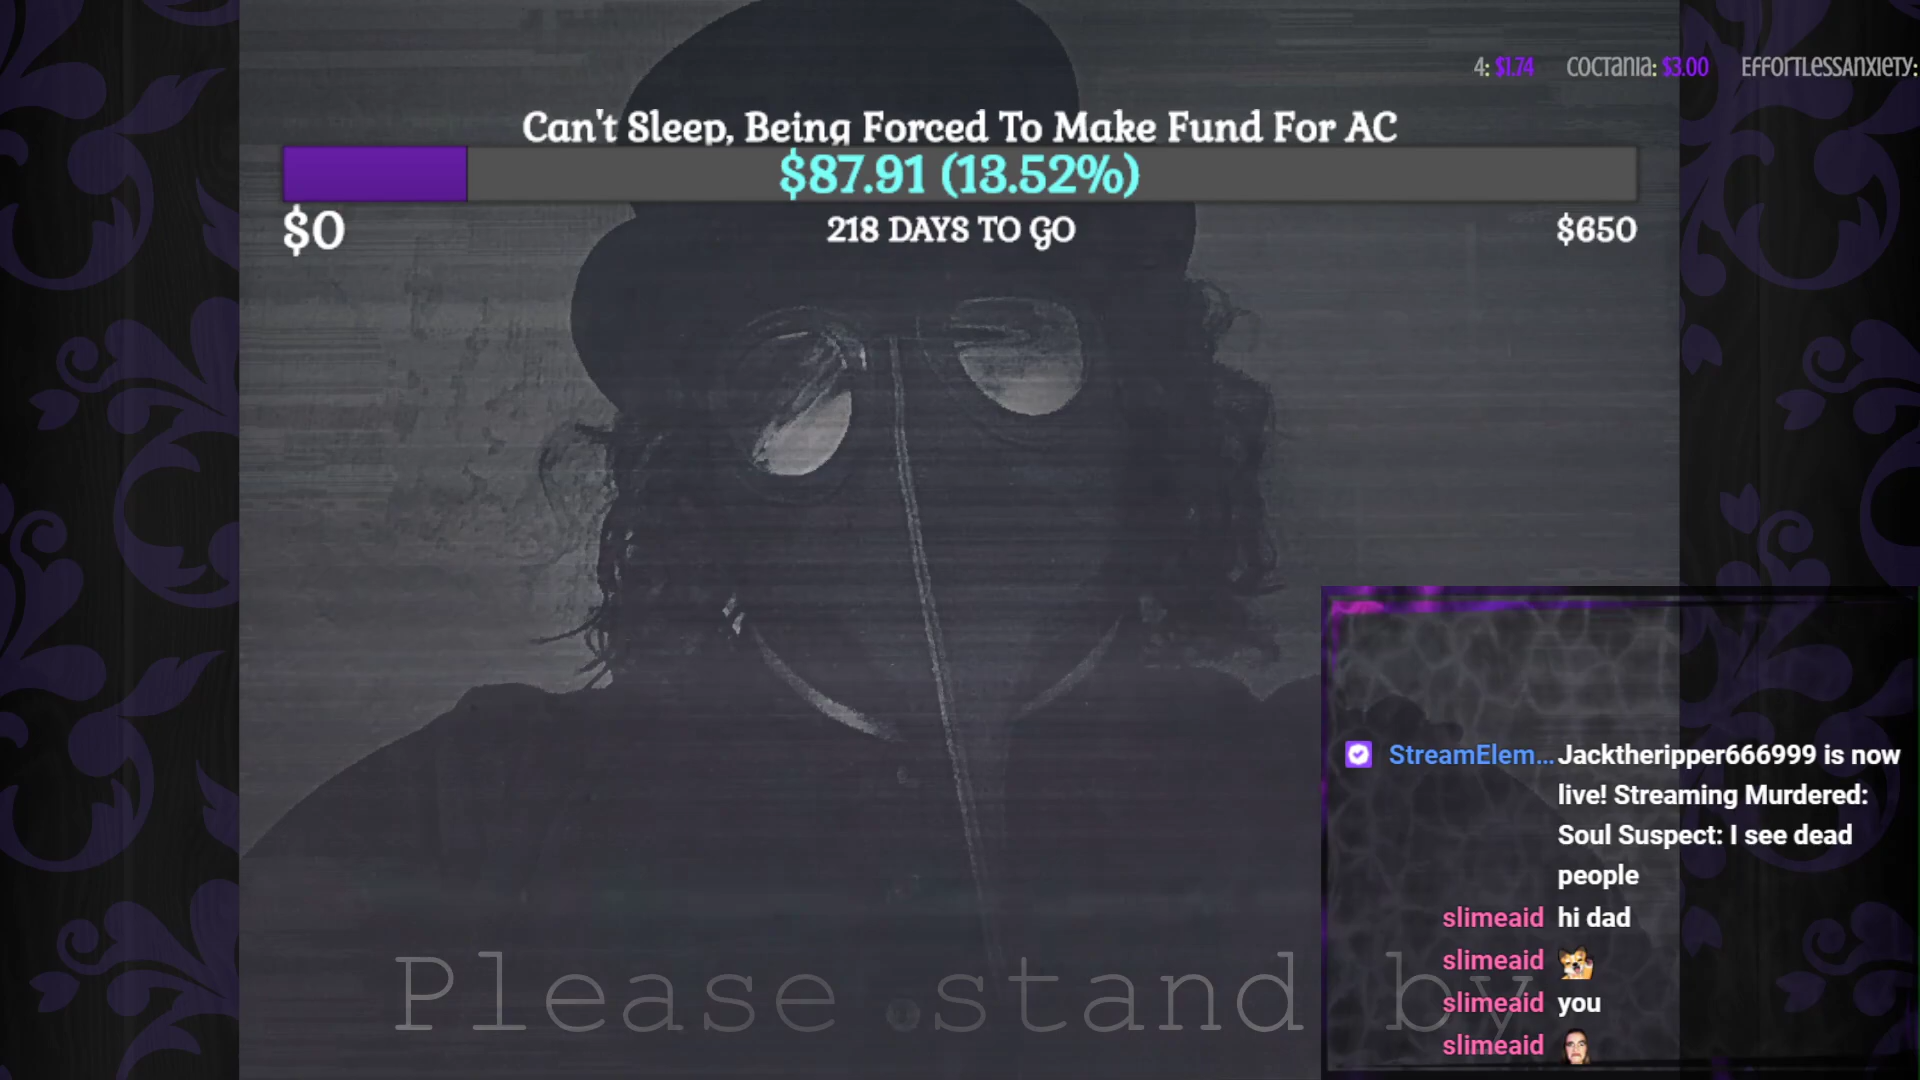 4: $1.74 Coctania: $3.00 EffortlessAnxiety:
Can't Sleep, Being Forced To Make Fund For AC
$87.91 (13.52%)
$0 218 DAYS TO GO $650
StreamElem... Jacktheripper666999 is now
live! Streaming Murdered:
Soul Suspect: I see dead
people
slimeaid hi dad
slimeaid
slimeaid you
slimeaid
Please stand by